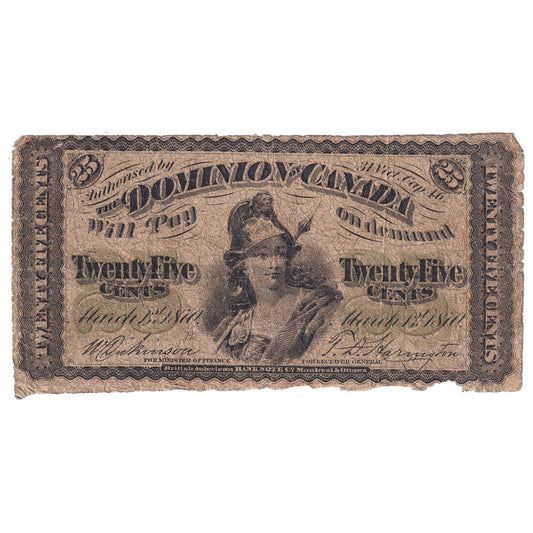 25 25
Authorised by 31 Vict. Cap. 46.
THE DOMINION OF CANADA
Will Pay on demand
Twenty Five Twenty Five
CENTS CENTS
March 1st 1870. March 1st 1870.
W Dickinson T. D. Harington
FOR MINISTER OF FINANCE FOR RECEIVER GENERAL
British American BANK NOTE Co. Montreal & Ottawa
TWENTY FIVE CENTS
TWENTY FIVE CENTS